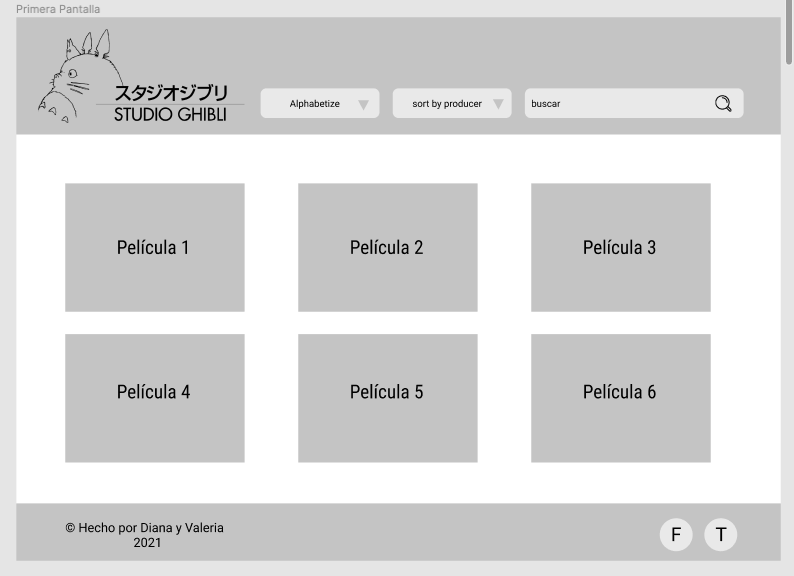 Primera Pantalla
スタジオジブリ
STUDIO GHIBLI
Alphabetize
sort by producer
buscar
Película 1
Película 2
Película 3
Película 4
Película 5
Película 6
© Hecho por Diana y Valeria
2021
F
T